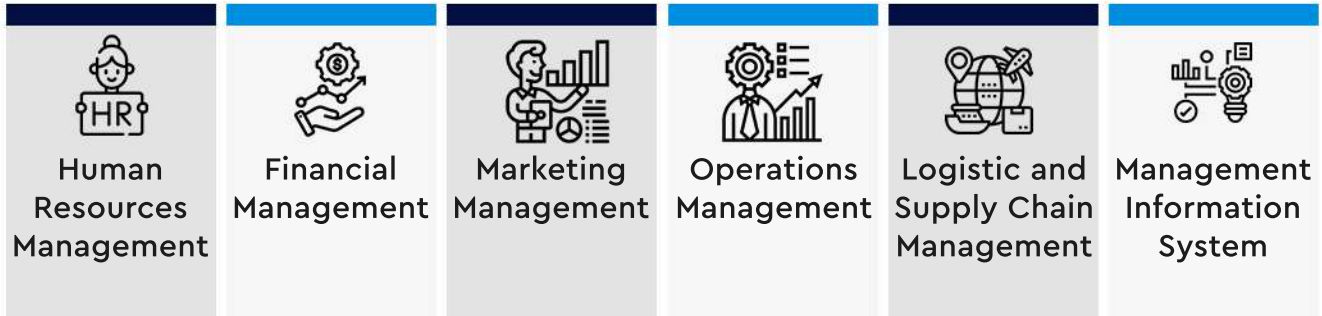 HR
Human
Resources
Management
Financial
Management
Marketing
Management
Operations
Management
Logistic and
Supply Chain
Management
Management
Information
System